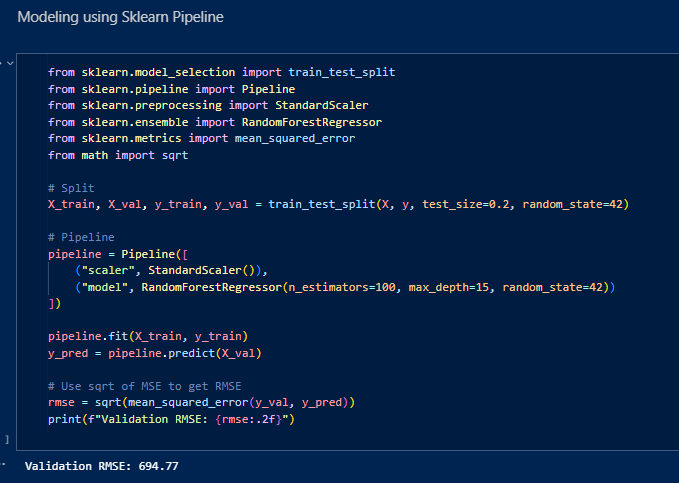 Modeling using Sklearn Pipeline
from sklearn.model_selection import train_test_split
from sklearn.pipeline import Pipeline
from sklearn.preprocessing import StandardScaler
from sklearn.ensemble import RandomForestRegressor
from sklearn.metrics import mean_squared_error
from math import sqrt
# Split
X_train, X_val, y_train, y_val = train_test_split(X, y, test_size=0.2, random_state=42)
# Pipeline
pipeline = Pipeline([
    ("scaler", StandardScaler()),
    ("model", RandomForestRegressor(n_estimators=100, max_depth=15, random_state=42))
])
pipeline.fit(X_train, y_train)
y_pred = pipeline.predict(X_val)
# Use sqrt of MSE to get RMSE
rmse = sqrt(mean_squared_error(y_val, y_pred))
print(f"Validation RMSE: {rmse:.2f}")
]
Validation RMSE: 694.77